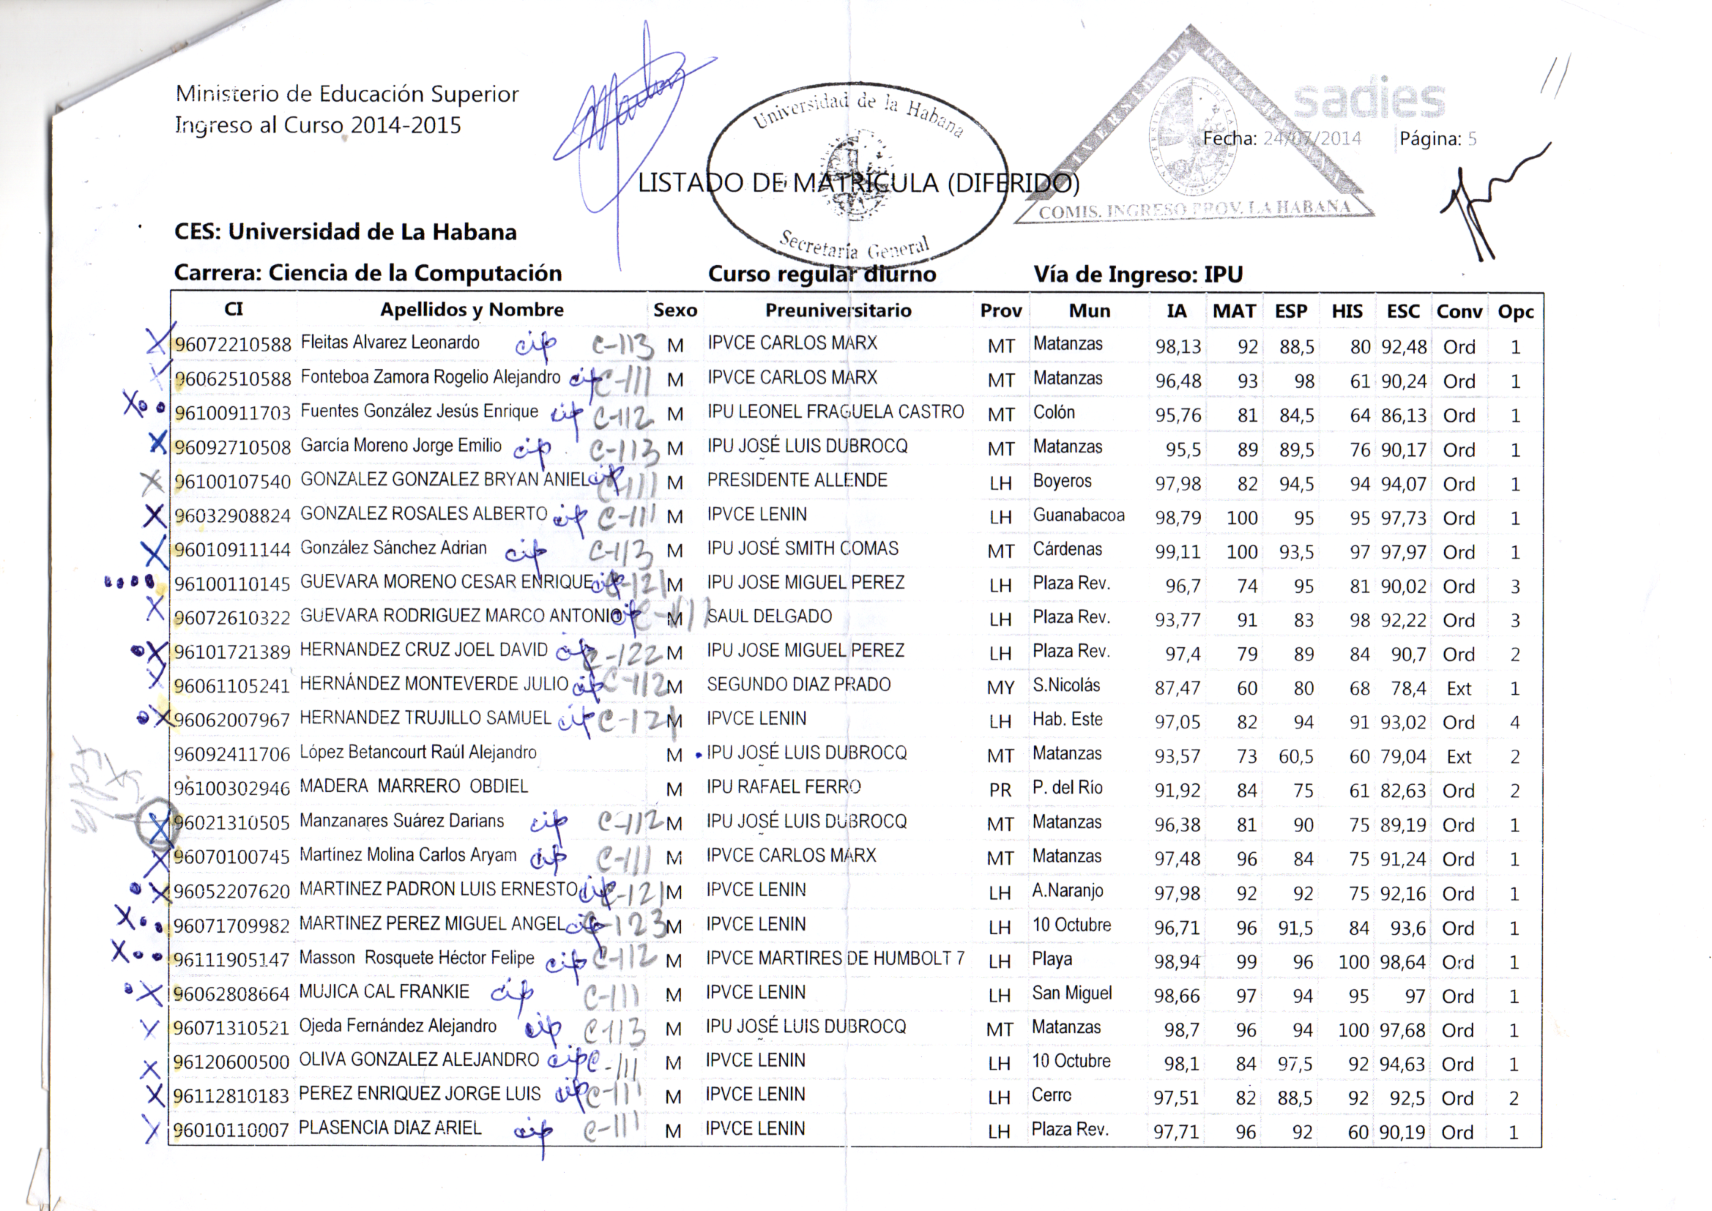 Ministerio de Educación Superior
Ingreso al Curso 2014-2015
Universidad de la Habana
Secretaría General
UNIVERSIDAD DE LA HABANA
COMIS. INGRESO PROV. LA HABANA
sadies
11
Fecha: 24/07/2014 Página: 5
LISTADO DE MATRÍCULA (DIFERIDO)
CES: Universidad de La Habana
Carrera: Ciencia de la Computación Curso regular diurno Vía de Ingreso: IPU
CI Apellidos y Nombre Sexo Preuniversitario Prov Mun IA MAT ESP HIS ESC Conv Opc
96072210588 Fleitas Alvarez Leonardo cip C-113 M IPVCE CARLOS MARX MT Matanzas 98,13 92 88,5 80 92,48 Ord 1
96062510588 Fonteboa Zamora Rogelio Alejandro cip C-111 M IPVCE CARLOS MARX MT Matanzas 96,48 93 98 61 90,24 Ord 1
96100911703 Fuentes González Jesús Enrique cip C-112 M IPU LEONEL FRAGUELA CASTRO MT Colón 95,76 81 84,5 64 86,13 Ord 1
96092710508 García Moreno Jorge Emilio cip C-113 M IPU JOSÉ LUIS DUBROCQ MT Matanzas 95,5 89 89,5 76 90,17 Ord 1
96100107540 GONZALEZ GONZALEZ BRYAN ANIEL cip C-111 M PRESIDENTE ALLENDE LH Boyeros 97,98 82 94,5 94 94,07 Ord 1
96032908824 GONZALEZ ROSALES ALBERTO cip C-111 M IPVCE LENIN LH Guanabacoa 98,79 100 95 95 97,73 Ord 1
96010911144 González Sánchez Adrian cip C-113 M IPU JOSÉ SMITH COMAS MT Cárdenas 99,11 100 93,5 97 97,97 Ord 1
96100110145 GUEVARA MORENO CESAR ENRIQUE cip C-121 M IPU JOSE MIGUEL PEREZ LH Plaza Rev. 96,7 74 95 81 90,02 Ord 3
96072610322 GUEVARA RODRIGUEZ MARCO ANTONIO cip C-111 M SAUL DELGADO LH Plaza Rev. 93,77 91 83 98 92,22 Ord 3
96101721389 HERNANDEZ CRUZ JOEL DAVID cip C-122 M IPU JOSE MIGUEL PEREZ LH Plaza Rev. 97,4 79 89 84 90,7 Ord 2
96061105241 HERNÁNDEZ MONTEVERDE JULIO cip C-112 M SEGUNDO DIAZ PRADO MY S.Nicolás 87,47 60 80 68 78,4 Ext 1
96062007967 HERNANDEZ TRUJILLO SAMUEL cip C-121 M IPVCE LENIN LH Hab. Este 97,05 82 94 91 93,02 Ord 4
96092411706 López Betancourt Raúl Alejandro M IPU JOSÉ LUIS DUBROCQ MT Matanzas 93,57 73 60,5 60 79,04 Ext 2
96100302946 MADERA MARRERO OBDIEL M IPU RAFAEL FERRO PR P. del Río 91,92 84 75 61 82,63 Ord 2
96021310505 Manzanares Suárez Darians cip C-112 M IPU JOSÉ LUIS DUBROCQ MT Matanzas 96,38 81 90 75 89,19 Ord 1
96070100745 Martínez Molina Carlos Aryam cip C-111 M IPVCE CARLOS MARX MT Matanzas 97,48 96 84 75 91,24 Ord 1
96052207620 MARTINEZ PADRON LUIS ERNESTO cip C-121 M IPVCE LENIN LH A.Naranjo 97,98 92 92 75 92,16 Ord 1
96071709982 MARTINEZ PEREZ MIGUEL ANGEL cip C-123 M IPVCE LENIN LH 10 Octubre 96,71 96 91,5 84 93,6 Ord 1
96111905147 Masson Rosquete Héctor Felipe cip C-112 M IPVCE MARTIRES DE HUMBOLT 7 LH Playa 98,94 99 96 100 98,64 Ord 1
96062808664 MUJICA CAL FRANKIE cip C-111 M IPVCE LENIN LH San Miguel 98,66 97 94 95 97 Ord 1
96071310521 Ojeda Fernández Alejandro cip C-113 M IPU JOSÉ LUIS DUBROCQ MT Matanzas 98,7 96 94 100 97,68 Ord 1
96120600500 OLIVA GONZALEZ ALEJANDRO cip C-111 M IPVCE LENIN LH 10 Octubre 98,1 84 97,5 92 94,63 Ord 1
96112810183 PEREZ ENRIQUEZ JORGE LUIS cip C-111 M IPVCE LENIN LH Cerro 97,51 82 88,5 92 92,5 Ord 2
96010110007 PLASENCIA DIAZ ARIEL cip C-111 M IPVCE LENIN LH Plaza Rev. 97,71 96 92 60 90,19 Ord 1